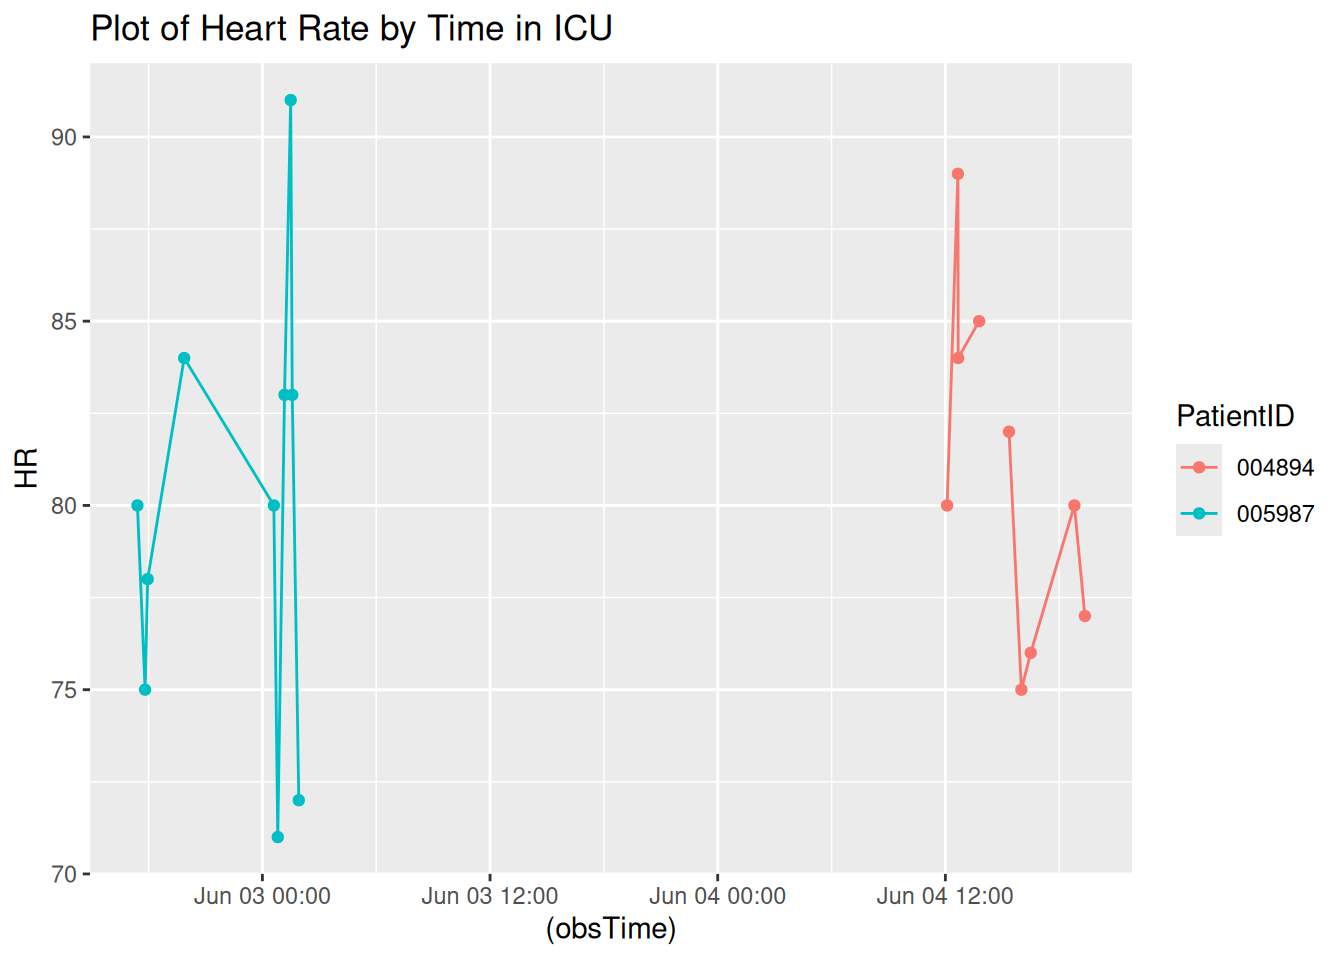 Plot of Heart Rate by Time in ICU
90
85
80
75
70
HR
Jun 03 00:00 Jun 03 12:00 Jun 04 00:00 Jun 04 12:00
(obsTime)
PatientID
004894
005987